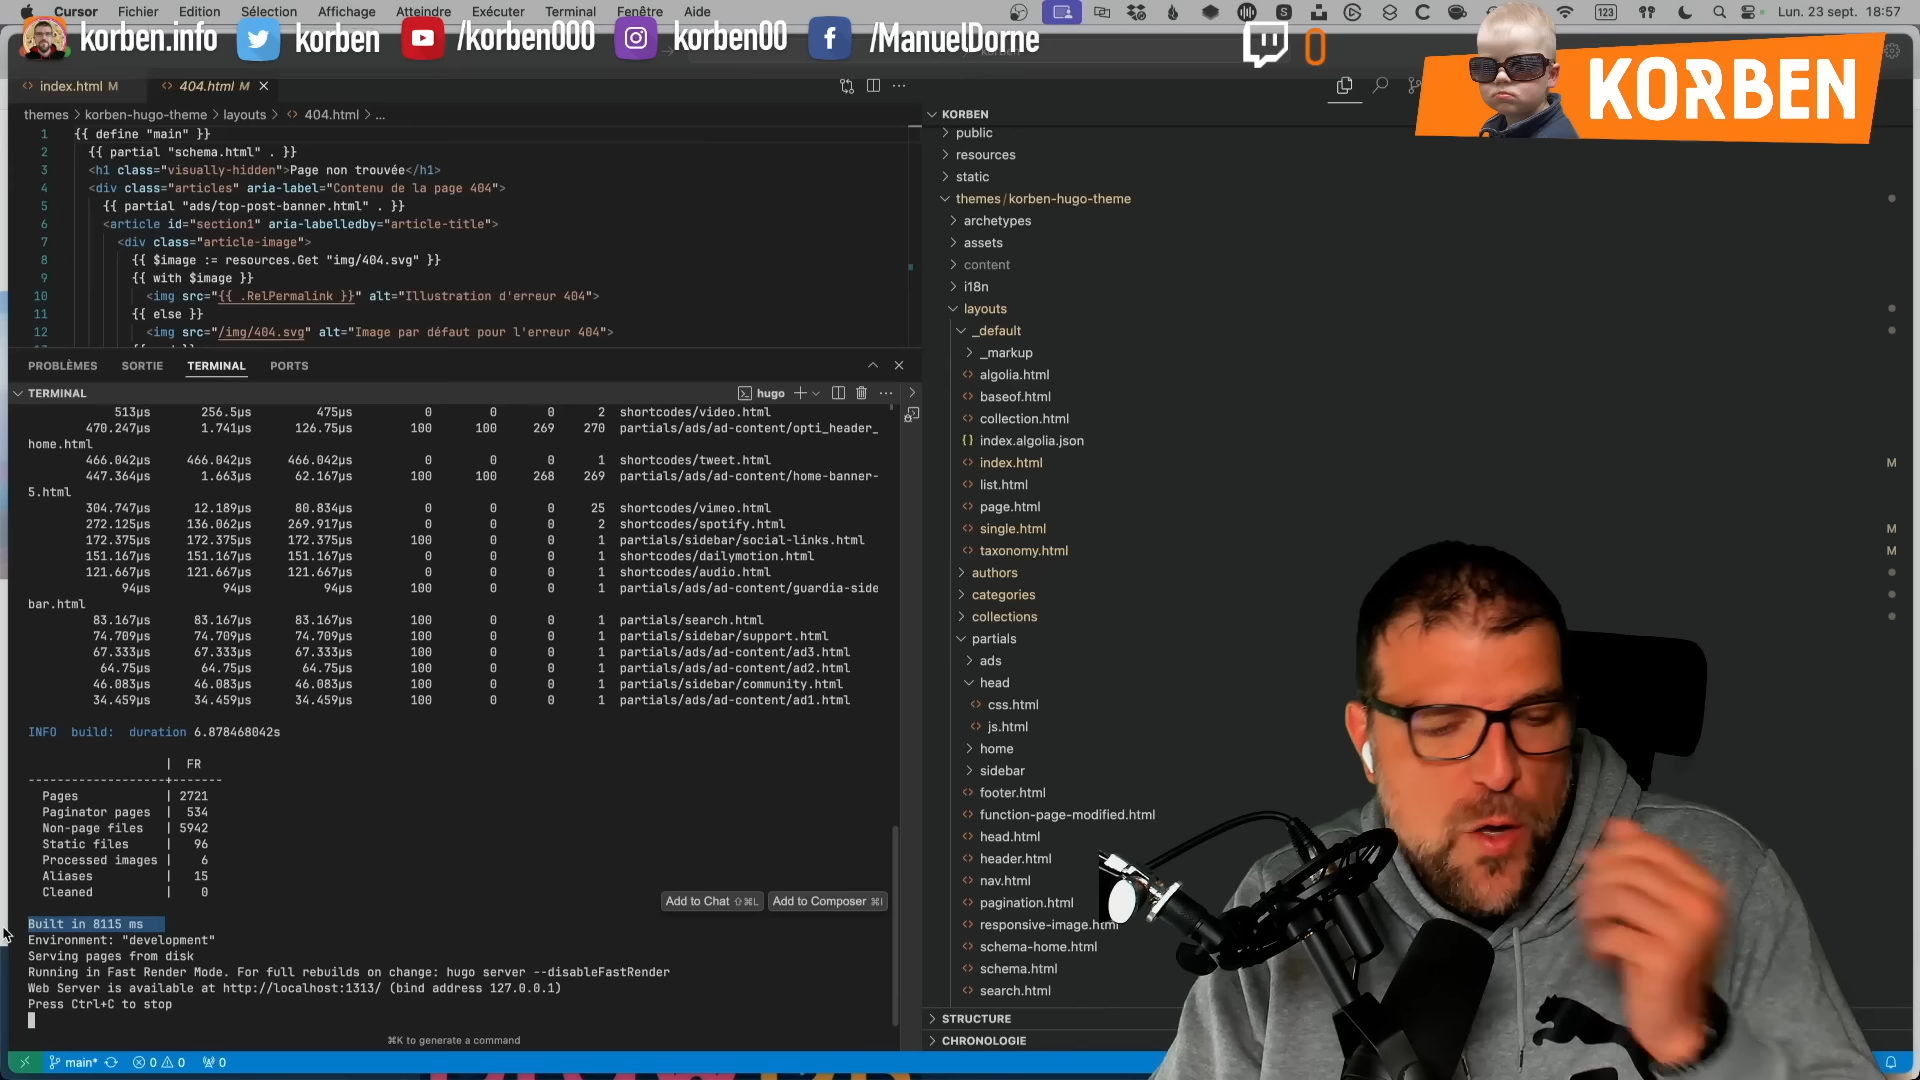 Cursor Fichier Edition Sélection Affichage Atteindre Exécuter Terminal Fenêtre Aide
123
Lun. 23 sept. 18:57
korben.info korben /korben000 korben00 /ManuelDorne 0
KORBEN
index.html M
404.html M
themes > korben-hugo-theme > layouts > 404.html > ...
1 {{ define "main" }}
2 {{ partial "schema.html" . }}
3 <h1 class="visually-hidden">Page non trouvée</h1>
4 <div class="articles" aria-label="Contenu de la page 404">
5 {{ partial "ads/top-post-banner.html" . }}
6 <article id="section1" aria-labelledby="article-title">
7 <div class="article-image">
8 {{ $image := resources.Get "img/404.svg" }}
9 {{ with $image }}
10 <img src="{{ .RelPermalink }}" alt="Illustration d'erreur 404">
11 {{ else }}
12 <img src="/img/404.svg" alt="Image par défaut pour l'erreur 404">
PROBLÈMES SORTIE TERMINAL PORTS
TERMINAL
hugo
513µs 256.5µs 475µs 0 0 0 2 shortcodes/video.html
470.247µs 1.741µs 126.75µs 100 100 269 270 partials/ads/ad-content/opti_header_
home.html
466.042µs 466.042µs 466.042µs 0 0 0 1 shortcodes/tweet.html
447.364µs 1.663µs 62.167µs 100 100 268 269 partials/ads/ad-content/home-banner-
5.html
304.747µs 12.189µs 80.834µs 0 0 0 25 shortcodes/vimeo.html
272.125µs 136.062µs 269.917µs 0 0 0 2 shortcodes/spotify.html
172.375µs 172.375µs 172.375µs 100 0 0 1 partials/sidebar/social-links.html
151.167µs 151.167µs 151.167µs 0 0 0 1 shortcodes/dailymotion.html
121.667µs 121.667µs 121.667µs 0 0 0 1 shortcodes/audio.html
94µs 94µs 94µs 100 0 0 1 partials/ads/ad-content/guardia-side
bar.html
83.167µs 83.167µs 83.167µs 100 0 0 1 partials/search.html
74.709µs 74.709µs 74.709µs 100 0 0 1 partials/sidebar/support.html
67.333µs 67.333µs 67.333µs 100 0 0 1 partials/ads/ad-content/ad3.html
64.75µs 64.75µs 64.75µs 100 0 0 1 partials/ads/ad-content/ad2.html
46.083µs 46.083µs 46.083µs 100 0 0 1 partials/sidebar/community.html
34.459µs 34.459µs 34.459µs 100 0 0 1 partials/ads/ad-content/ad1.html
INFO build: duration 6.878468042s
| FR
-------------------+-------
Pages | 2721
Paginator pages | 534
Non-page files | 5942
Static files | 96
Processed images | 6
Aliases | 15
Cleaned | 0
Add to Chat ⇧⌘L Add to Composer ⌘I
Built in 8115 ms
Environment: "development"
Serving pages from disk
Running in Fast Render Mode. For full rebuilds on change: hugo server --disableFastRender
Web Server is available at http://localhost:1313/ (bind address 127.0.0.1)
Press Ctrl+C to stop
⌘K to generate a command
main* 0 0 0
KORBEN
public
resources
static
themes / korben-hugo-theme
archetypes
assets
content
i18n
layouts
_default
_markup
algolia.html
baseof.html
collection.html
{} index.algolia.json
index.html M
list.html
page.html
single.html M
taxonomy.html M
authors
categories
collections
partials
ads
head
css.html
js.html
home
sidebar
footer.html
function-page-modified.html
head.html
header.html
nav.html
pagination.html
responsive-image.html
schema-home.html
schema.html
search.html
STRUCTURE
CHRONOLOGIE